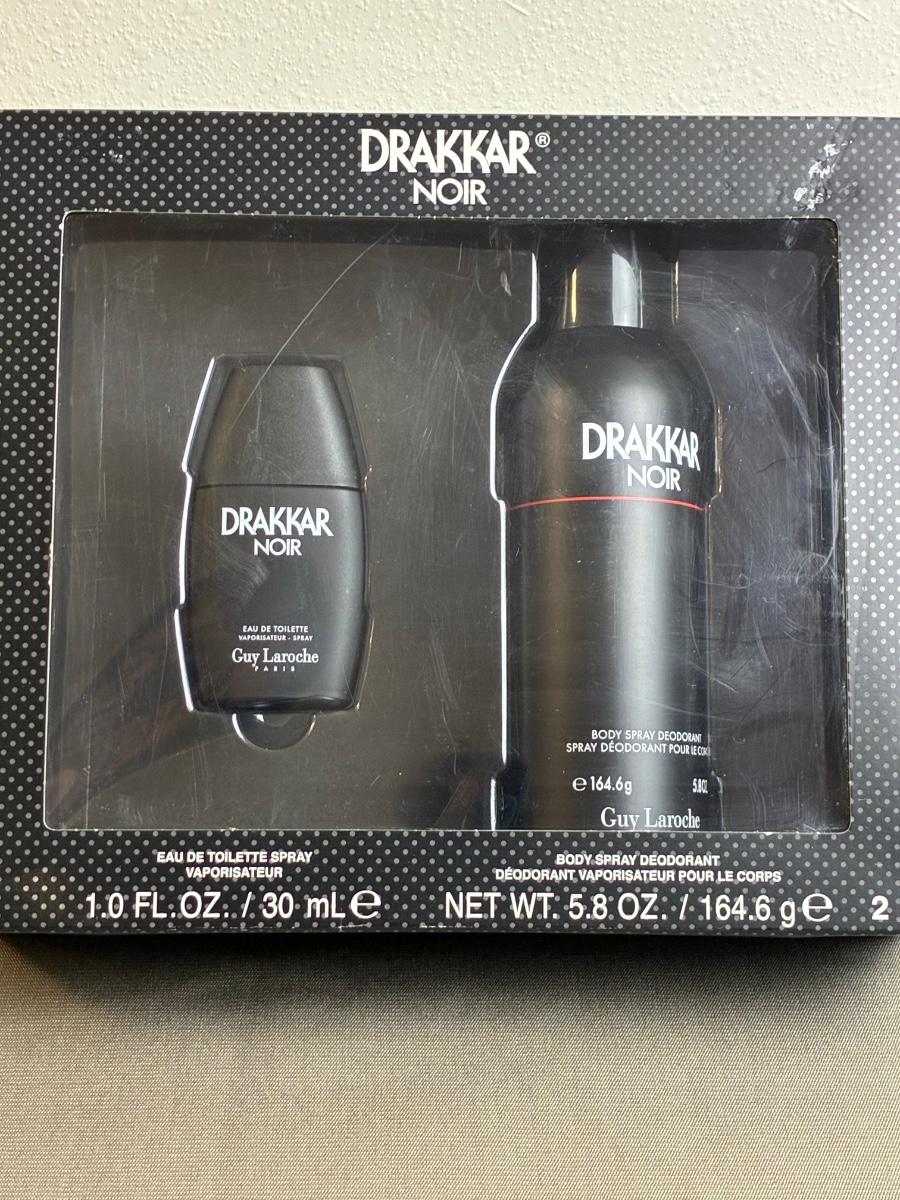 DRAKKAR®
NOIR
DRAKKAR
NOIR
EAU DE TOILETTE
VAPORISATEUR - SPRAY
Guy Laroche
PARIS
DRAKKAR
NOIR
BODY SPRAY DEODORANT
SPRAY DÉODORANT POUR LE
℮ 164.6g 5.8OZ
Guy Laroche
EAU DE TOILETTE SPRAY
VAPORISATEUR
1.0 FL.OZ. / 30 mL ℮
BODY SPRAY DEODORANT
DÉODORANT VAPORISATEUR POUR LE CORPS
NET WT. 5.8 OZ. / 164.6 g ℮
2